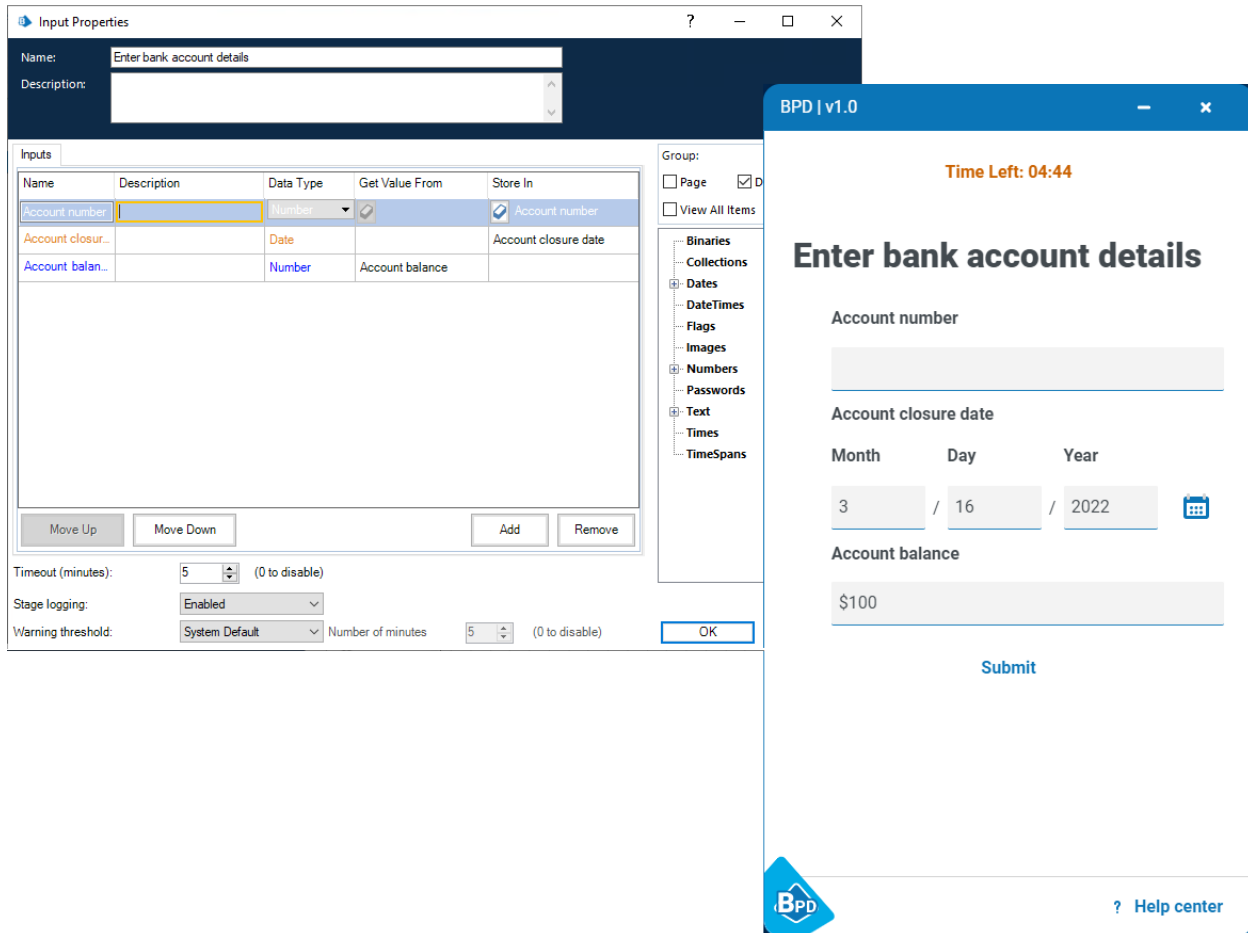 Input Properties
?
Name:
Enter bank account details
Description:
Inputs
Name Description Data Type Get Value From Store In
Account number Number Account number
Account closur... Date Account closure date
Account balan... Number Account balance
Move Up Move Down Add Remove
Timeout (minutes): 5 (0 to disable)
Stage logging: Enabled
Warning threshold: System Default Number of minutes 5 (0 to disable)
Group:
Page D
View All Items
Binaries
Collections
Dates
DateTimes
Flags
Images
Numbers
Passwords
Text
Times
TimeSpans
OK
BPD | v1.0
Time Left: 04:44
Enter bank account details
Account number
Account closure date
Month Day Year
3 / 16 / 2022
Account balance
$100
Submit
BPD
? Help center